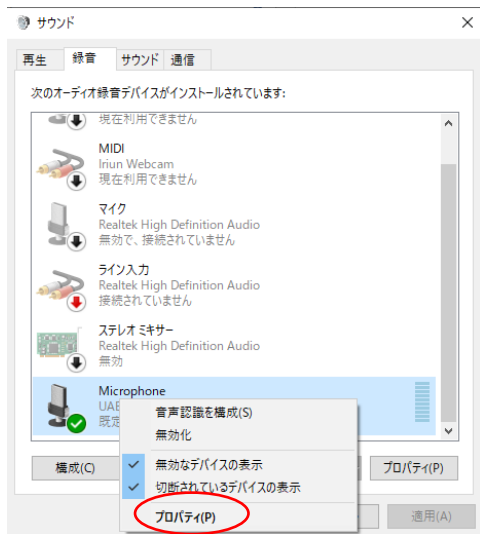 サウンド
再生 録音 サウンド 通信
次のオーディオ録音デバイスがインストールされています:
現在利用できません
MIDI
Iriun Webcam
現在利用できません
マイク
Realtek High Definition Audio
無効で、接続されていません
ライン入力
Realtek High Definition Audio
接続されていません
ステレオ ミキサー
Realtek High Definition Audio
無効
Microphone
既定
音声認識を構成(S)
無効化
無効なデバイスの表示
切断されているデバイスの表示
プロパティ(P)
構成(C) プロパティ(P)
適用(A)